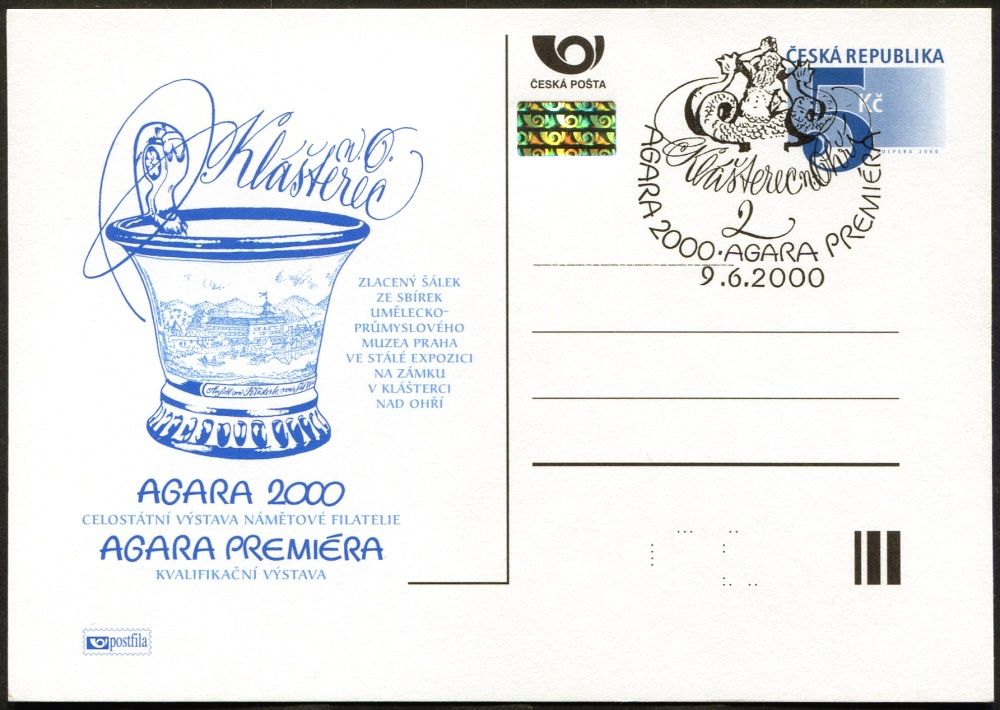 Klášterec n. O.
ZLACENÝ ŠÁLEK
ZE SBÍREK
UMĚLECKO-
PRŮMYSLOVÉHO
MUZEA PRAHA
VE STÁLÉ EXPOZICI
NA ZÁMKU
V KLÁŠTERCI
NAD OHŘÍ
AGARA 2000
CELOSTÁTNÍ VÝSTAVA NÁMĚTOVÉ FILATELIE
AGARA PREMIÉRA
KVALIFIKAČNÍ VÝSTAVA
postfila
ČESKÁ POŠTA
ČESKÁ REPUBLIKA
5 Kč
Klášterec n. Ohří
2
AGARA 2000·AGARA PREMIÉRA
9.6.2000